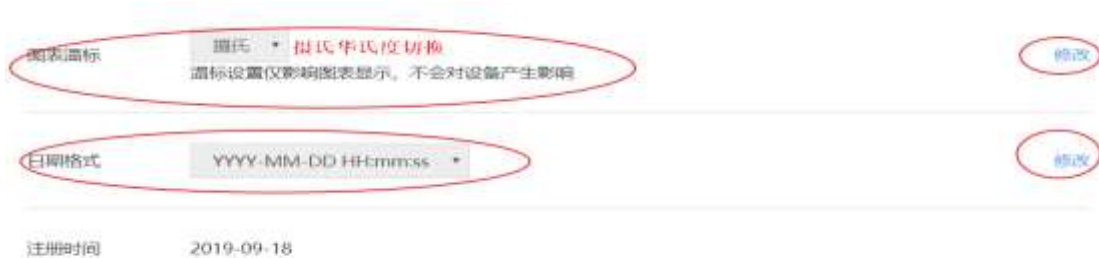 图表温标 摄氏 摄氏华氏度切换 修改
温标设置仅影响图表显示，不会对设备产生影响
日期格式 YYYY-MM-DD HH:mm:ss 修改
注册时间 2019-09-18